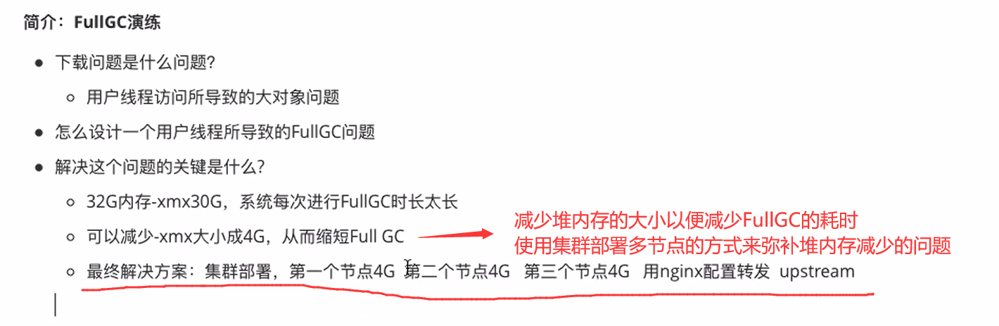 简介：FullGC演练
下载问题是什么问题?
用户线程访问所导致的大对象问题
怎么设计一个用户线程所导致的FullGC问题
解决这个问题的关键是什么?
32G内存-xmx30G，系统每次进行FullGC时长太长
可以减少-xmx大小成4G，从而缩短Full GC
减少堆内存的大小以便减少FullGC的耗时
使用集群部署多节点的方式来弥补堆内存减少的问题
最终解决方案：集群部署，第一个节点4G 第二个节点4G 第三个节点4G 用nginx配置转发 upstream